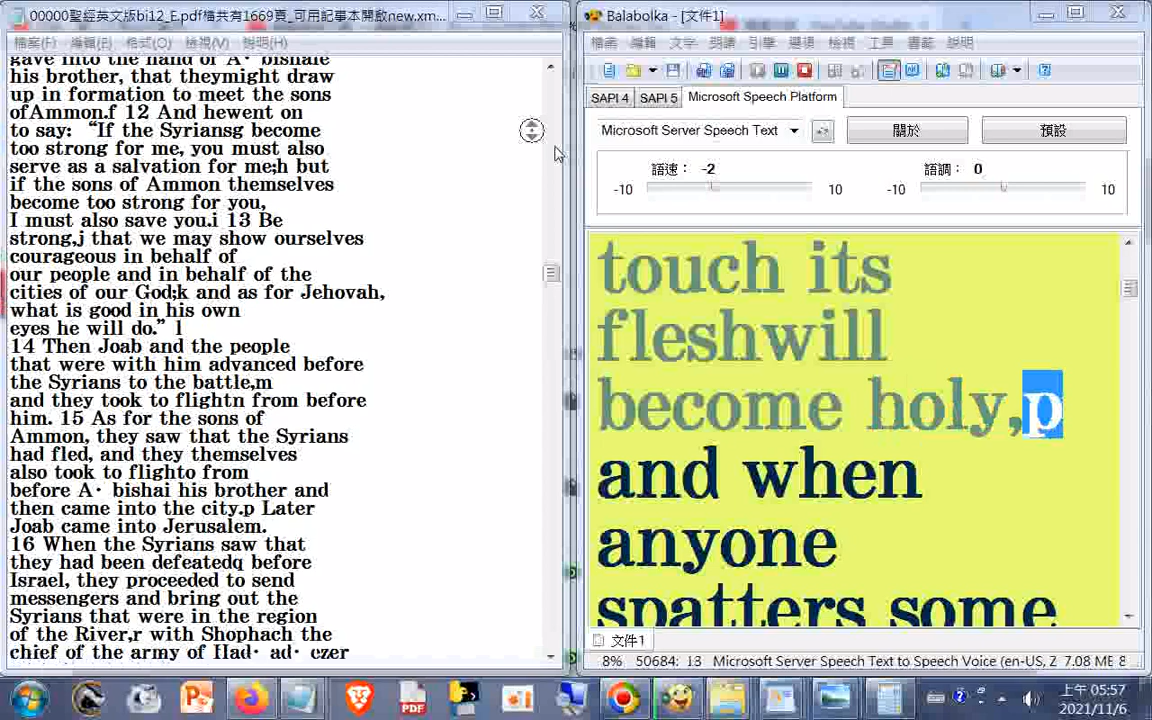 00000聖經英文版bi12_E.pdf檔共有1669頁_可用記事本開啟new.xm...
檔案(F) 編輯(E) 格式(O) 檢視(V) 說明(H)
gave into the hand of A· bishaie
his brother, that theymight draw
up in formation to meet the sons
ofAmmon.f 12 And hewent on
to say: “If the Syriansg become
too strong for me, you must also
serve as a salvation for me;h but
if the sons of Ammon themselves
become too strong for you,
I must also save you.i 13 Be
strong,j that we may show ourselves
courageous in behalf of
our people and in behalf of the
cities of our God;k and as for Jehovah,
what is good in his own
eyes he will do.” l
14 Then Joab and the people
that were with him advanced before
the Syrians to the battle,m
and they took to flightn from before
him. 15 As for the sons of
Ammon, they saw that the Syrians
had fled, and they themselves
also took to flighto from
before A· bishai his brother and
then came into the city.p Later
Joab came into Jerusalem.
16 When the Syrians saw that
they had been defeatedq before
Israel, they proceeded to send
messengers and bring out the
Syrians that were in the region
of the River,r with Shophach the
chief of the army of Had· ad· ezer
Balabolka - [文件1]
檔案 編輯 文字 朗讀 引擎 選項 檢視 工具 書籤 說明
SAPI 4 SAPI 5 Microsoft Speech Platform
Microsoft Server Speech Text 關於 預設
語速： -2 語調： 0
-10 10 -10 10
touch its
fleshwill
become holy,p
and when
anyone
spatters some
文件1
8% 50684: 13 Microsoft Server Speech Text to Speech Voice (en-US, Z 7.08 MB 8
PDF
上午 05:57
2021/11/6